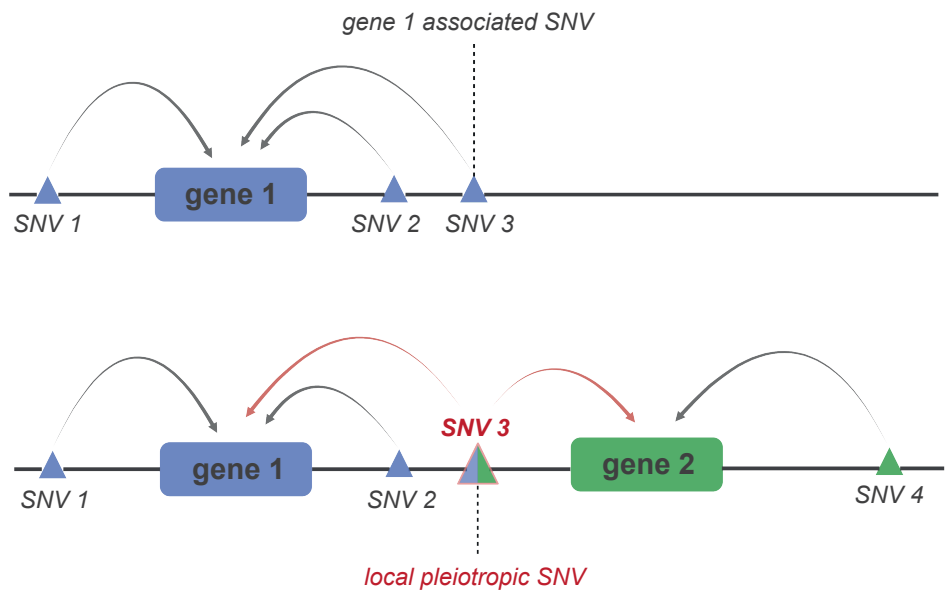 gene 1 associated SNV
gene 1
SNV 1
SNV 2
SNV 3
SNV 3
gene 1
gene 2
SNV 1
SNV 2
SNV 4
local pleiotropic SNV